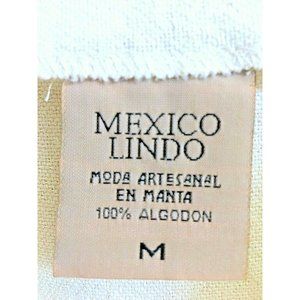 MEXICO
LINDO
MODA ARTESANAL
EN MANTA
100% ALGODON
M